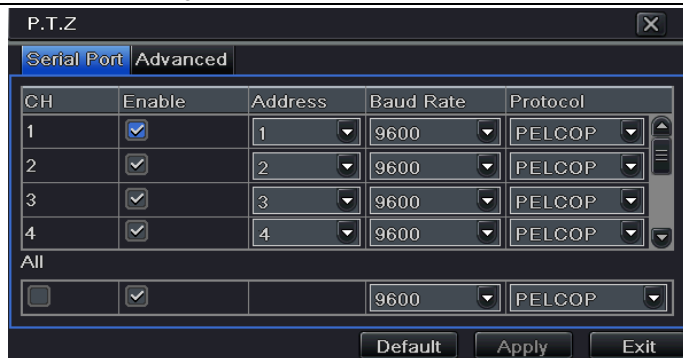 P.T.Z
Serial Port Advanced
CH Enable Address Baud Rate Protocol
1 1 9600 PELCOP
2 2 9600 PELCOP
3 3 9600 PELCOP
4 4 9600 PELCOP
All
9600 PELCOP
Default Apply Exit